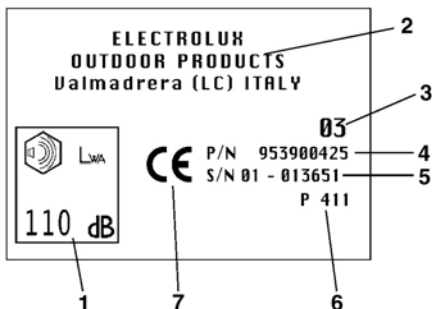 ELECTROLUX
OUTDOOR PRODUCTS
Valmadrera (LC) ITALY
2
03
3
LWA
CE
P/N 953900425
4
S/N 01 - 013651
5
P 411
110 dB
1
7
6